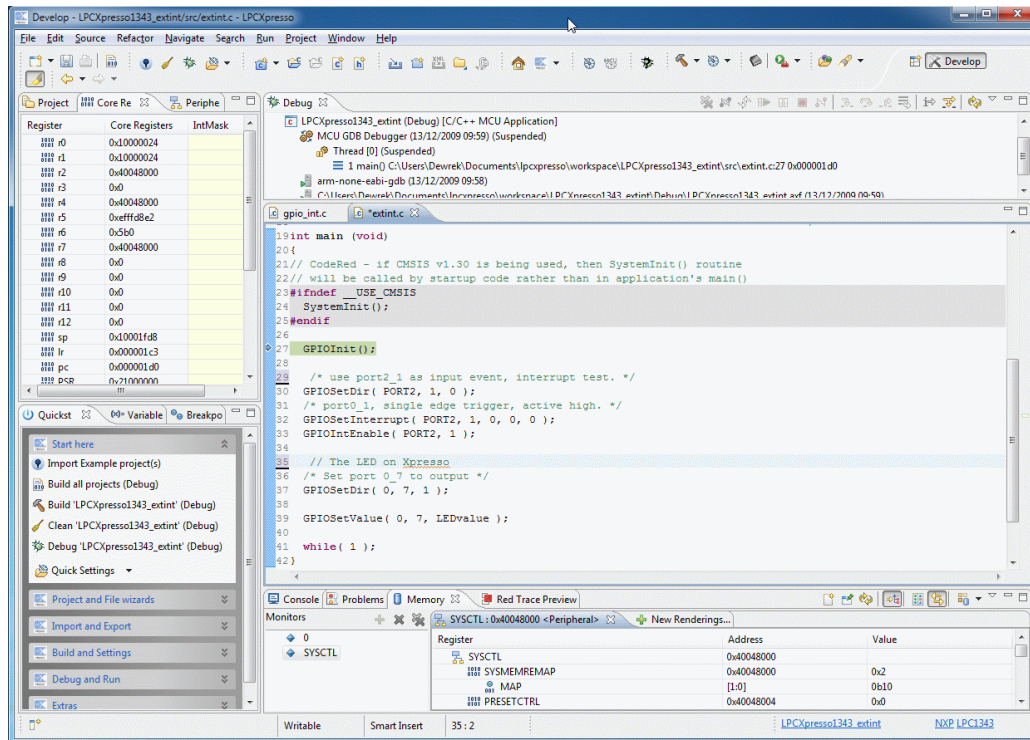 Develop - LPCXpresso1343_extint/src/extint.c - LPCXpresso
File Edit Source Refactor Navigate Search Run Project Window Help
Develop
Project Core Re Periphe
Register Core Registers IntMask
r0 0x10000024
r1 0x10000024
r2 0x40048000
r3 0x0
r4 0x40048000
r5 0xefffd8e2
r6 0x5b0
r7 0x40048000
r8 0x0
r9 0x0
r10 0x0
r11 0x0
r12 0x0
sp 0x10001fd8
lr 0x000001c3
pc 0x000001d0
PSR 0x21000000
Debug
LPCXpresso1343_extint (Debug) [C/C++ MCU Application]
MCU GDB Debugger (13/12/2009 09:59) (Suspended)
Thread [0] (Suspended)
1 main() C:\Users\Dewrek\Documents\lpcxpresso\workspace\LPCXpresso1343_extint\src\extint.c:27 0x000001d0
arm-none-eabi-gdb (13/12/2009 09:58)
C:\Users\Dewrek\Documents\lpcxpresso\workspace\LPCXpresso1343_extint\Debug\LPCXpresso1343_extint.axf (13/12/2009 09:59)
gpio_int.c *extint.c
19 int main (void)
20 {
21 // CodeRed - if CMSIS v1.30 is being used, then SystemInit() routine
22 // will be called by startup code rather than in application's main()
23 #ifndef __USE_CMSIS
24 SystemInit();
25 #endif
26
27 GPIOInit();
28
29 /* use port2_1 as input event, interrupt test. */
30 GPIOSetDir( PORT2, 1, 0 );
31 /* port0_1, single edge trigger, active high. */
32 GPIOSetInterrupt( PORT2, 1, 0, 0, 0 );
33 GPIOIntEnable( PORT2, 1 );
34
35 // The LED on Xpresso
36 /* Set port 0_7 to output */
37 GPIOSetDir( 0, 7, 1 );
38
39 GPIOSetValue( 0, 7, LEDvalue );
40
41 while( 1 );
42 }
Quickst Variable Breakpo
Start here
Import Example project(s)
Build all projects (Debug)
Build 'LPCXpresso1343_extint' (Debug)
Clean 'LPCXpresso1343_extint' (Debug)
Debug 'LPCXpresso1343_extint' (Debug)
Quick Settings
Project and File wizards
Import and Export
Build and Settings
Debug and Run
Extras
Console Problems Memory Red Trace Preview
Monitors
0
SYSCTL
SYSCTL : 0x40048000 <Peripheral> New Renderings...
Register Address Value
SYSCTL 0x40048000
SYSMEMREMAP 0x40048000 0x2
MAP [1:0] 0b10
PRESETCTRL 0x40048004 0x0
Writable Smart Insert 35 : 2 LPCXpresso1343_extint NXP LPC1343